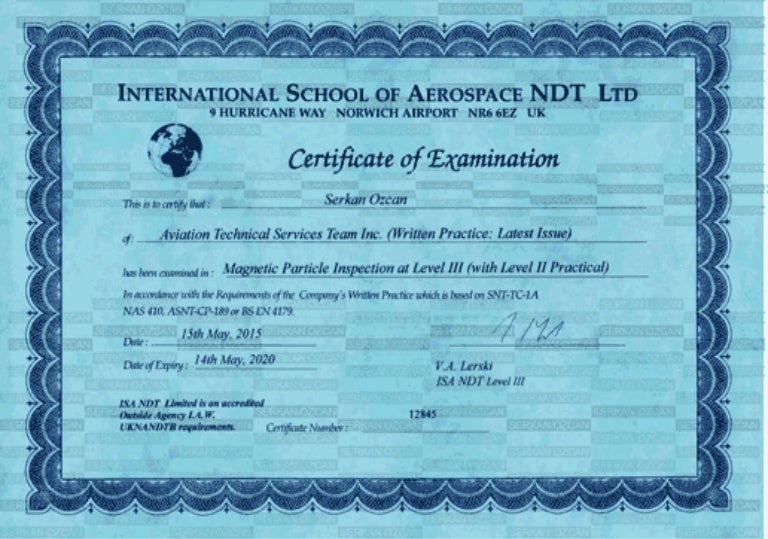 INTERNATIONAL SCHOOL OF AEROSPACE NDT LTD
9 HURRICANE WAY NORWICH AIRPORT NR6 6EZ UK
Certificate of Examination
This is to certify that : Serkan Ozcan
of: Aviation Technical Services Team Inc. (Written Practice: Latest Issue)
has been examined in : Magnetic Particle Inspection at Level III (with Level II Practical)
In accordance with the Requirements of the Company's Written Practice which is based on SNT-TC-1A
NAS 410, ASNT-CP-189 or BS EN 4179.
Date : 15th May, 2015
Date of Expiry : 14th May, 2020
V.A. Lerski
ISA NDT Level III
ISA NDT Limited is an accredited
Outside Agency I.A.W.
UKNANDTB requirements.
Certificate Number : 12845
SERKAN OZCAN